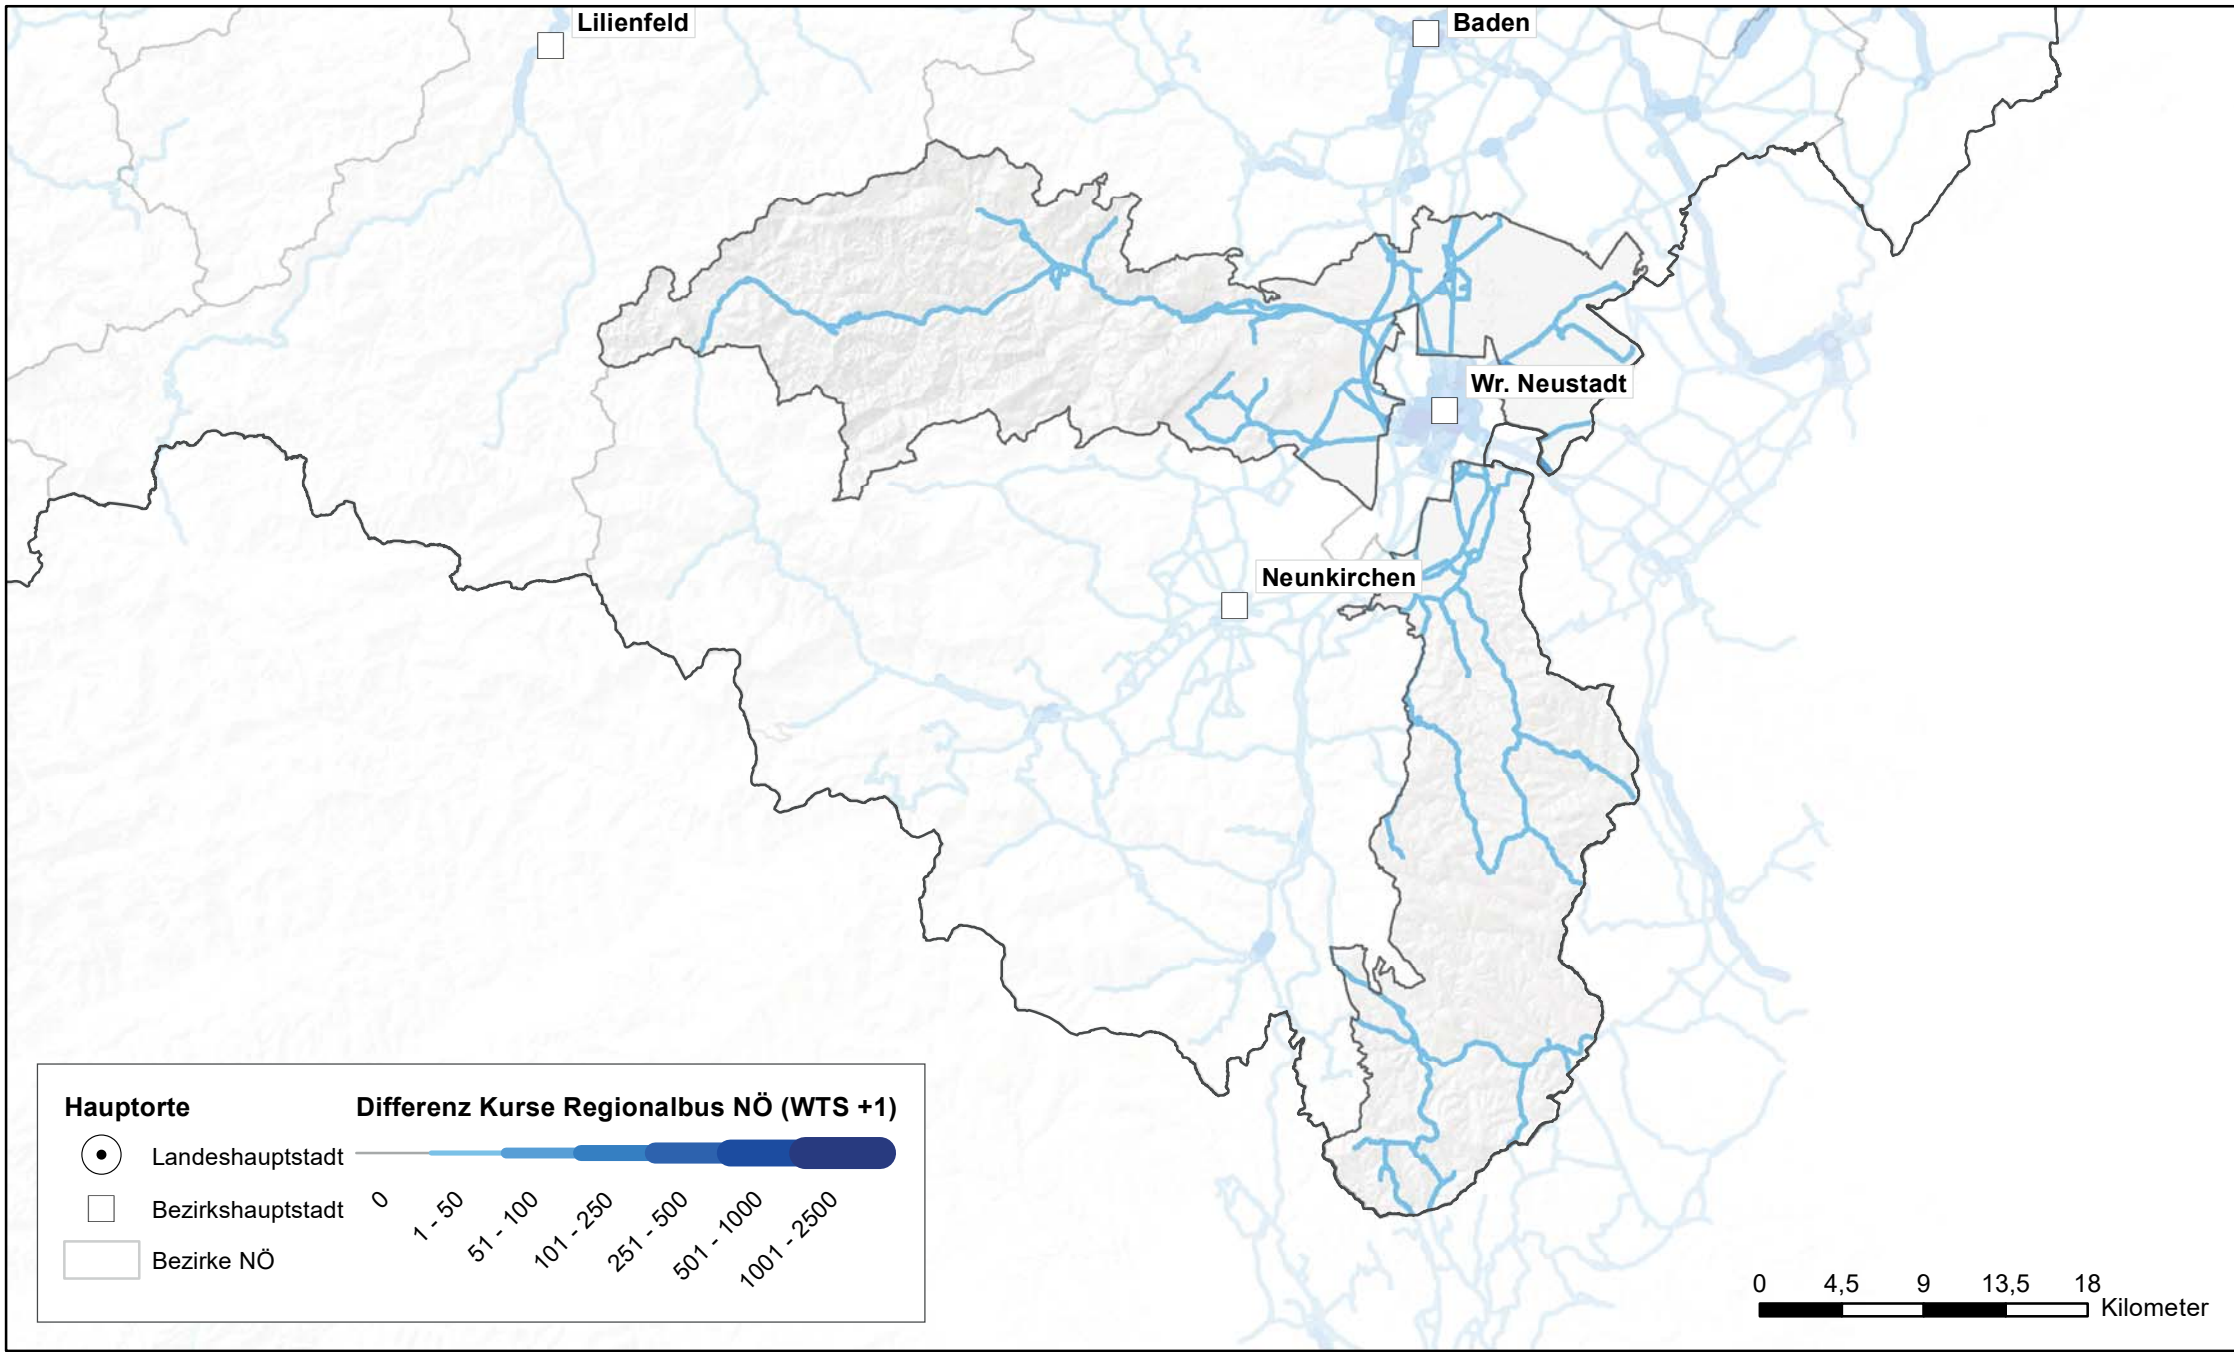 Lilienfeld
Baden
Wr. Neustadt
Neunkirchen
Hauptorte
Landeshauptstadt
Bezirkshauptstadt
Bezirke NÖ
Differenz Kurse Regionalbus NÖ (WTS +1)
0
1 - 50
51 - 100
101 - 250
251 - 500
501 - 1000
1001 - 2500
0 4,5 9 13,5 18
Kilometer